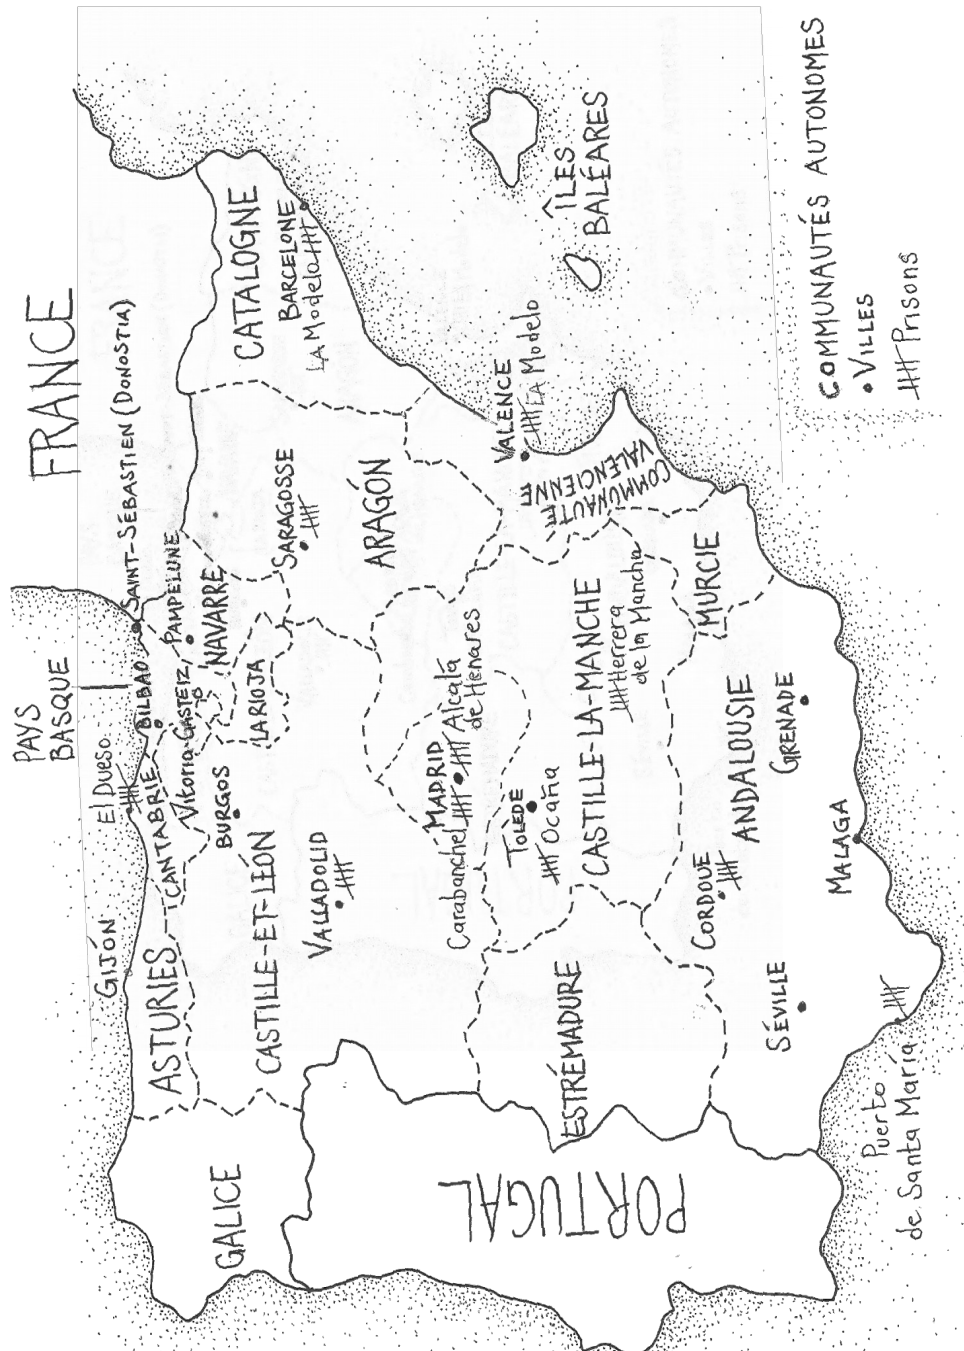 FRANCE
PAYS
BASQUE
SAINT-SÉBASTIEN (DONOSTIA)
El Dueso
GIJÓN
BILBAO
PAMPELUNE
ASTURIES
CANTABRIE
Vitoria-Gasteiz
NAVARRE
CATALOGNE
BARCELONE
LA Modela
GALICE
BURGOS
LA RIOJA
CASTILLE-ET-LEÓN
SARAGOSSE
VALLADOLID
ARAGÓN
ÎLES
BALÉARES
MADRID
Carabanchel
Alcalá
de Henares
VALENCE
LA Modelo
TOLÈDE
Ocaña
COMMUNAUTÉ
VALENCIENNE
PORTUGAL
ESTRÉMADURE
CASTILLE-LA-MANCHE
Herrera
de la Mancha
CORDOUE
ANDALOUSIE
MURCIE
SÉVILLE
GRENADE
MALAGA
Puerto
de Santa María
COMMUNAUTÉS AUTONOMES
VILLES
Prisons